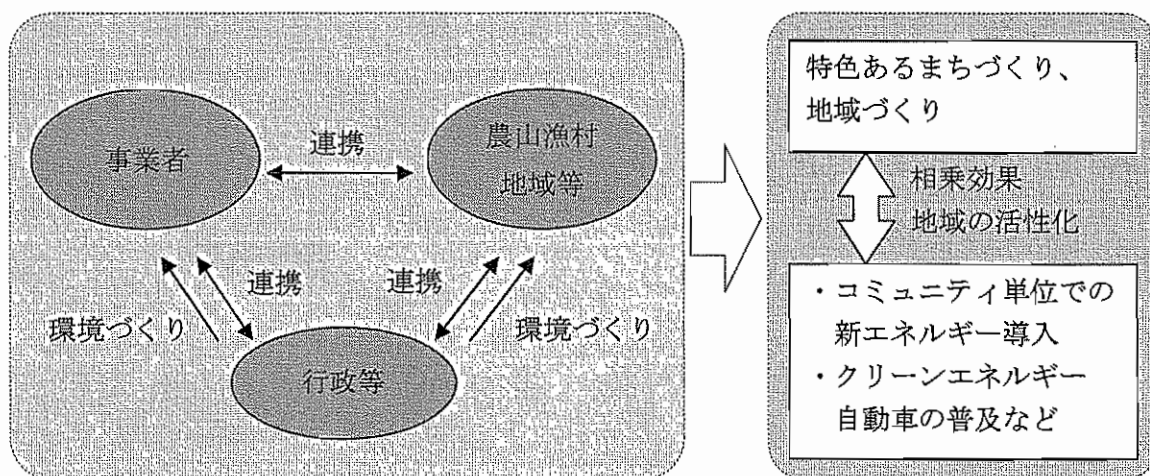 事業者
連携
農山漁村
地域等
連携
連携
環境づくり
環境づくり
行政等
特色あるまちづくり、
地域づくり
相乗効果
地域の活性化
・コミュニティ単位での
新エネルギー導入
・クリーンエネルギー
自動車の普及など